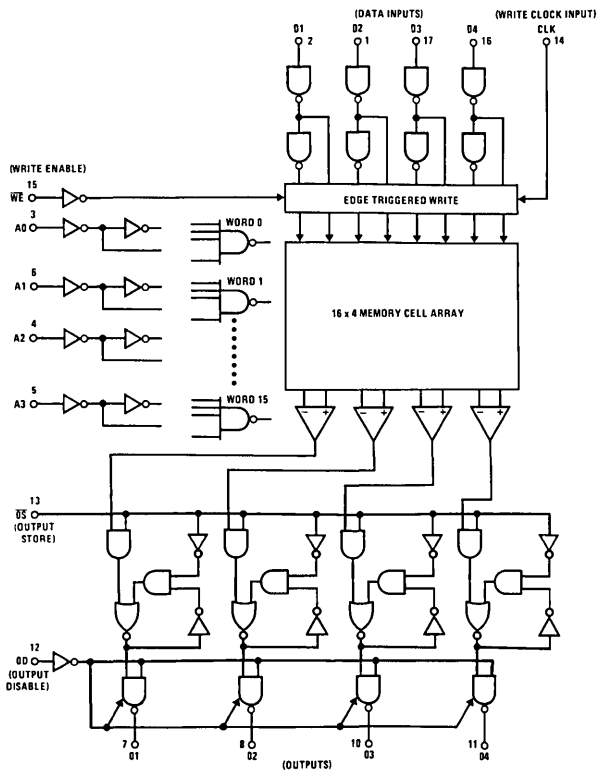 (DATA INPUTS) (WRITE CLOCK INPUT)
D1 D2 D3 D4 CLK
2 1 17 16 14
(WRITE ENABLE)
15
WE
EDGE TRIGGERED WRITE
3
A0
WORD 0
6
A1
WORD 1
16 x 4 MEMORY CELL ARRAY
4
A2
5
A3
WORD 15
- + - + - + - +
13
OS
(OUTPUT
STORE)
12
OD
(OUTPUT
DISABLE)
7 8 10 11
O1 O2 O3 O4
(OUTPUTS)